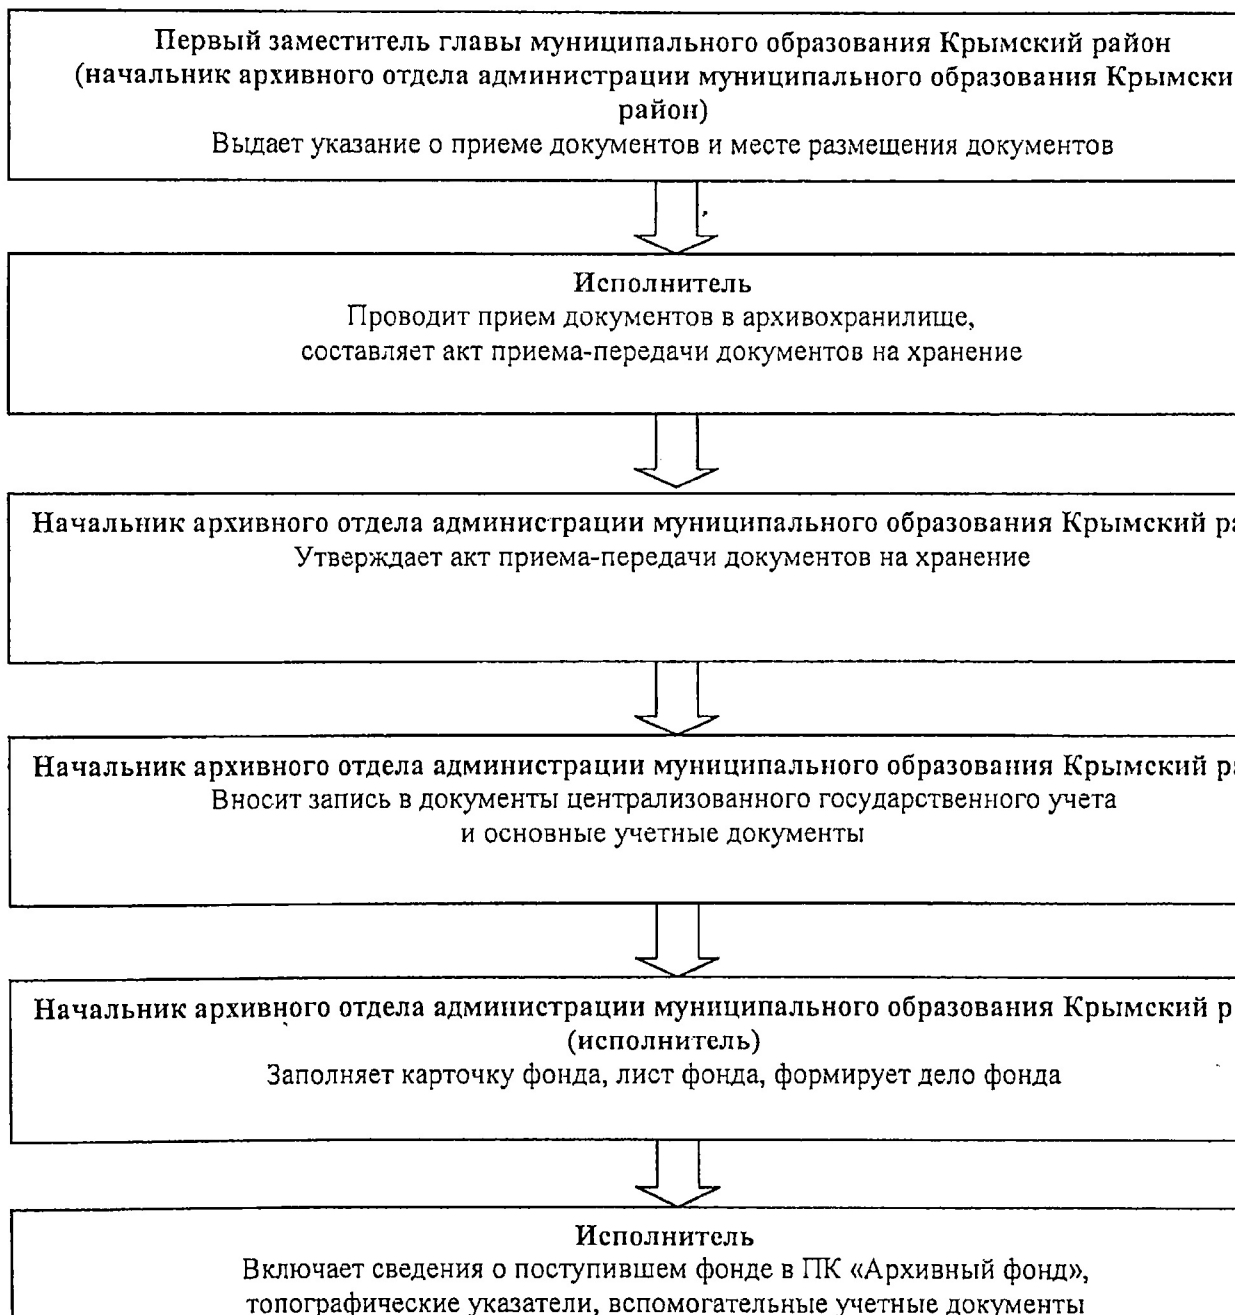 Первый заместитель главы муниципального образования Крымский район
(начальник архивного отдела администрации муниципального образования
район)
Выдает указание о приеме документов и месте размещения документов
Исполнитель
Проводит прием документов в архивохранилище,
составляет акт приема-передачи документов на хранение
Начальник архивного отдела администрации муниципального образования Крымский
Утверждает акт приема-передачи документов на хранение
Начальник архивного отдела администрации муниципального образования Крымский
Вносит запись в документы централизованного государственного учета
и основные учетные документы
Начальник архивного отдела администрации муниципального образования Крымский
(исполнитель)
Заполняет карточку фонда, лист фонда, формирует дело фонда
Исполнитель
Включает сведения о поступившем фонде в ПК «Архивный фонд»,
топографические указатели, вспомогательные учетные документы